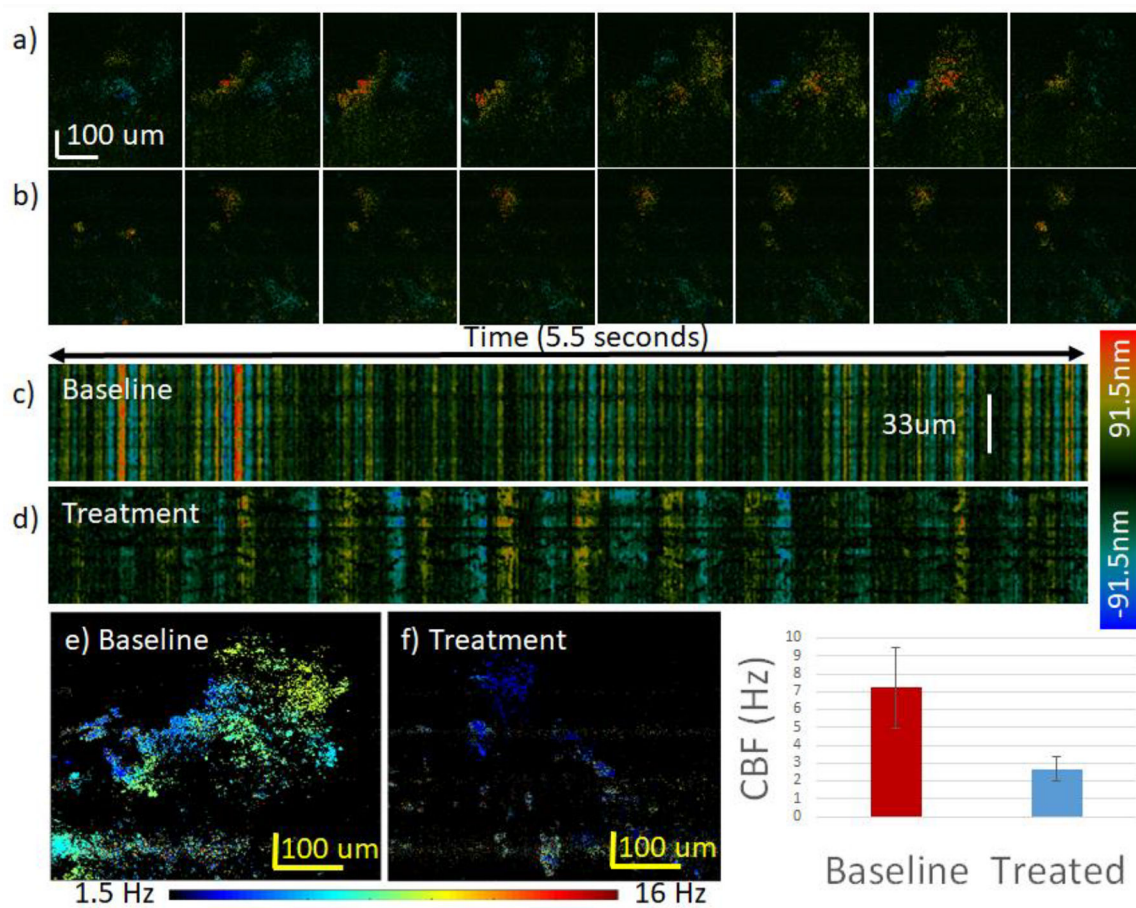 a)
100 um
b)
Time (5.5 seconds)
c)
Baseline
33um
d)
Treatment
91.5nm
-91.5nm
e) Baseline
100 um
f) Treatment
100 um
1.5 Hz
16 Hz
CBF (Hz)
10
9
8
7
6
5
4
3
2
1
0
Baseline
Treated